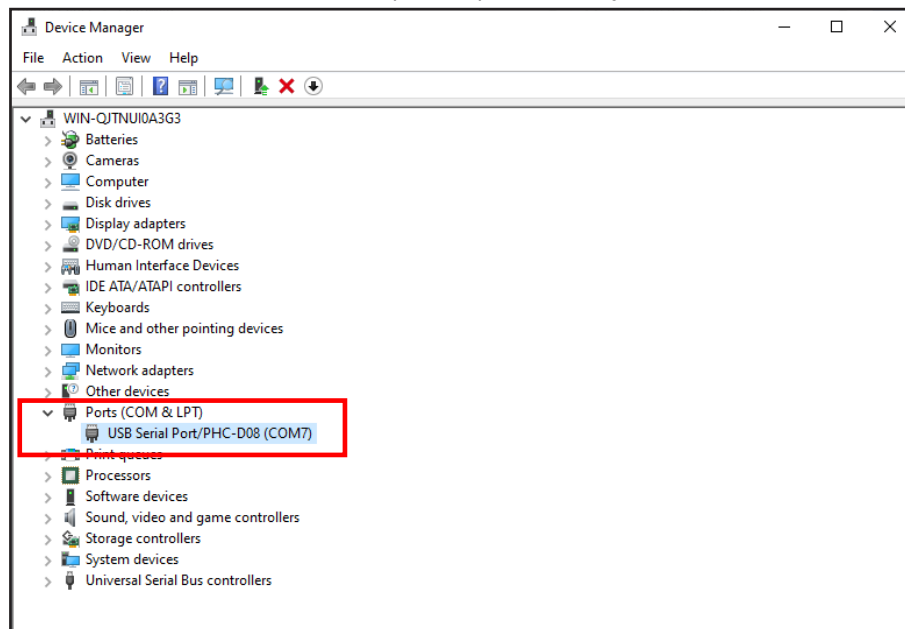 Device Manager
File Action View Help
WIN-QJTNUI0A3G3
Batteries
Cameras
Computer
Disk drives
Display adapters
DVD/CD-ROM drives
Human Interface Devices
IDE ATA/ATAPI controllers
Keyboards
Mice and other pointing devices
Monitors
Network adapters
Other devices
Ports (COM & LPT)
USB Serial Port/PHC-D08 (COM7)
Print queues
Processors
Software devices
Sound, video and game controllers
Storage controllers
System devices
Universal Serial Bus controllers